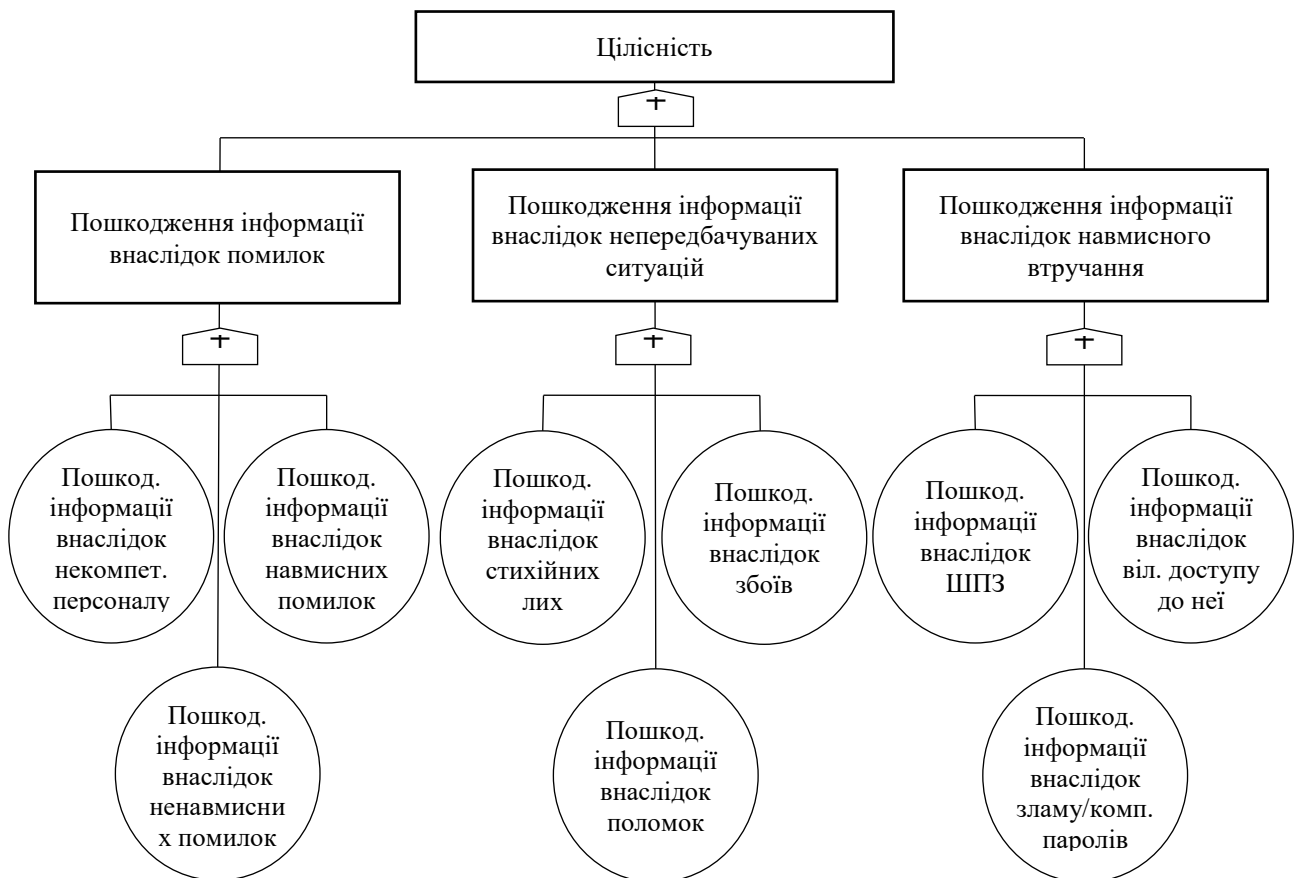 Цілісність
+
Пошкодження інформації
внаслідок помилок
Пошкодження інформації
внаслідок непередбачуваних
ситуацій
Пошкодження інформації
внаслідок навмисного
втручання
+
+
+
Пошкод.
інформації
внаслідок
некомпет.
персоналу
Пошкод.
інформації
внаслідок
навмисних
помилок
Пошкод.
інформації
внаслідок
стихійних
лих
Пошкод.
інформації
внаслідок
збоїв
Пошкод.
інформації
внаслідок
ШПЗ
Пошкод.
інформації
внаслідок
віл. доступу
до неї
Пошкод.
інформації
внаслідок
ненавмисни
х помилок
Пошкод.
інформації
внаслідок
поломок
Пошкод.
інформації
внаслідок
зламу/комп.
паролів